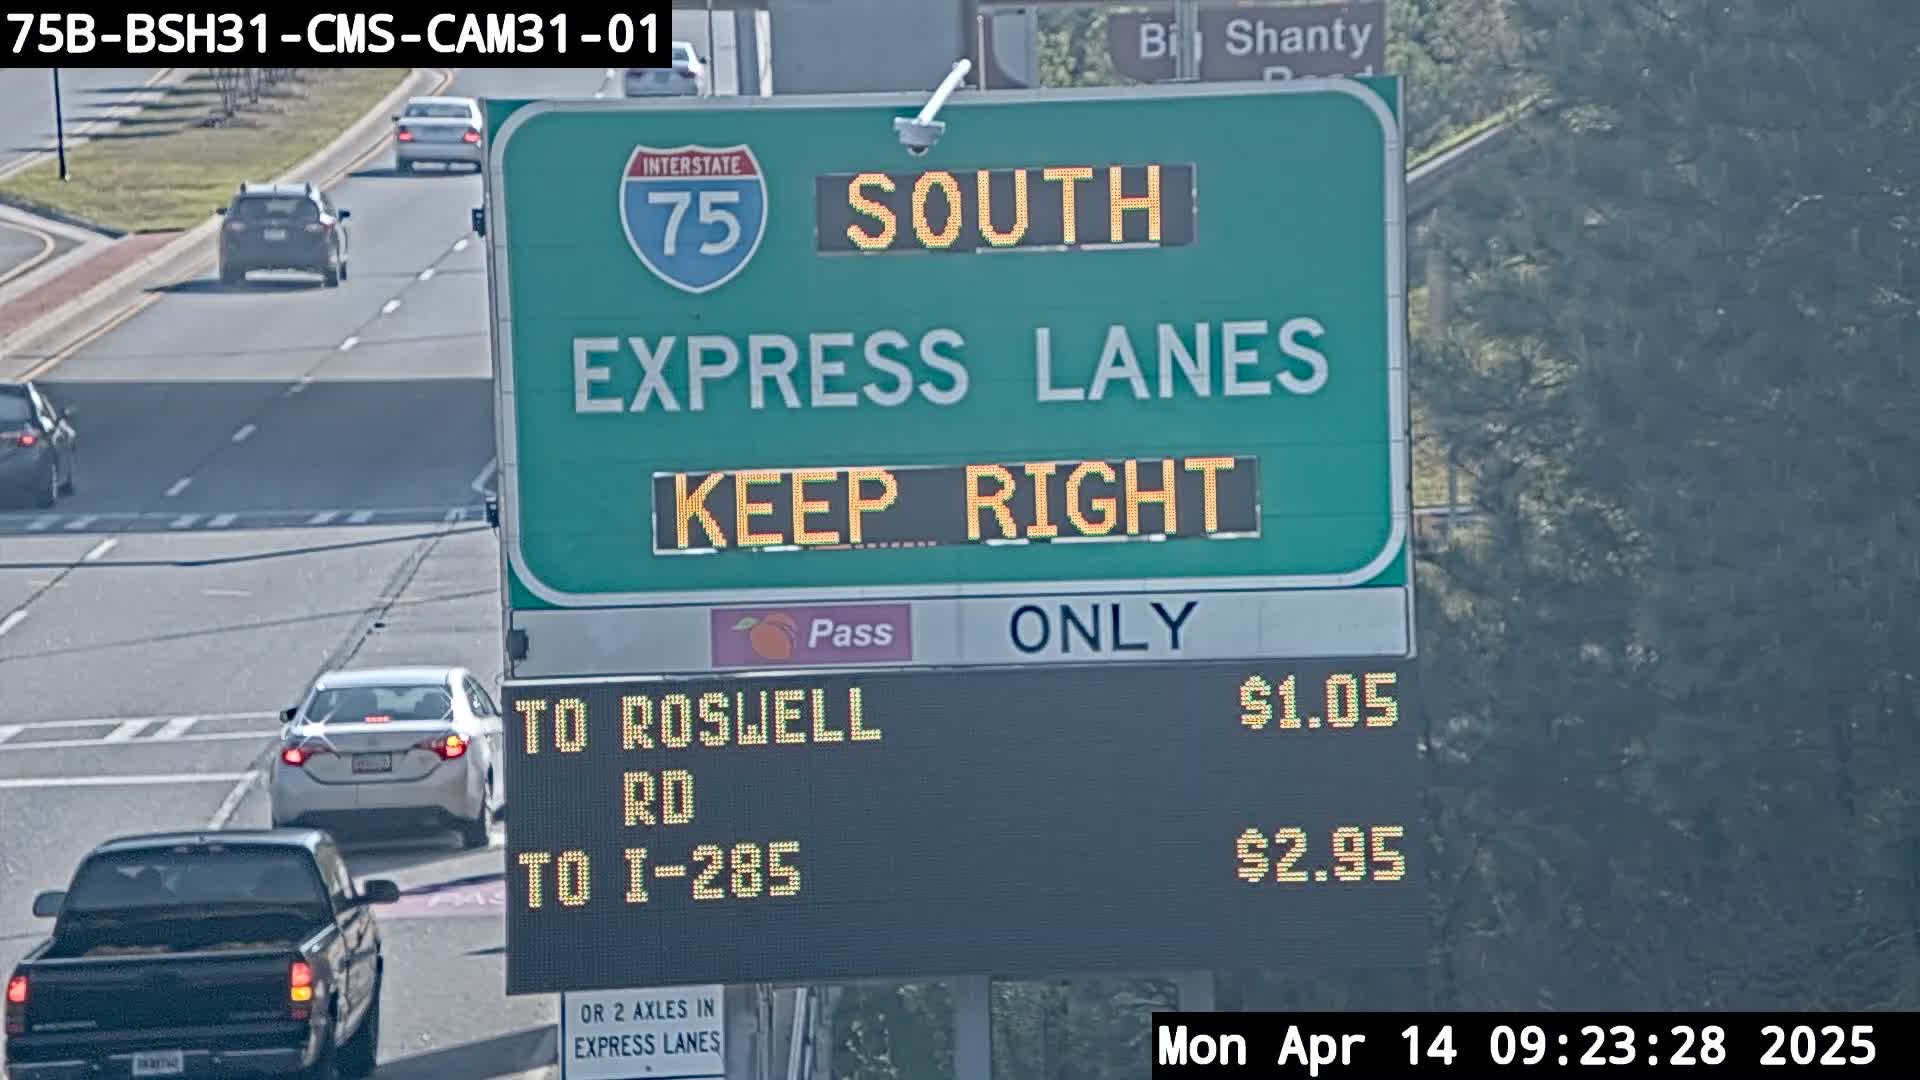 75B-BSH31-CMS-CAM31-01
Big Shanty
INTERSTATE
75
SOUTH
EXPRESS LANES
KEEP RIGHT
Pass
ONLY
TO ROSWELL $1.05
RD
TO I-285 $2.95
OR 2 AXLES IN
EXPRESS LANES
Mon Apr 14 09:23:28 2025